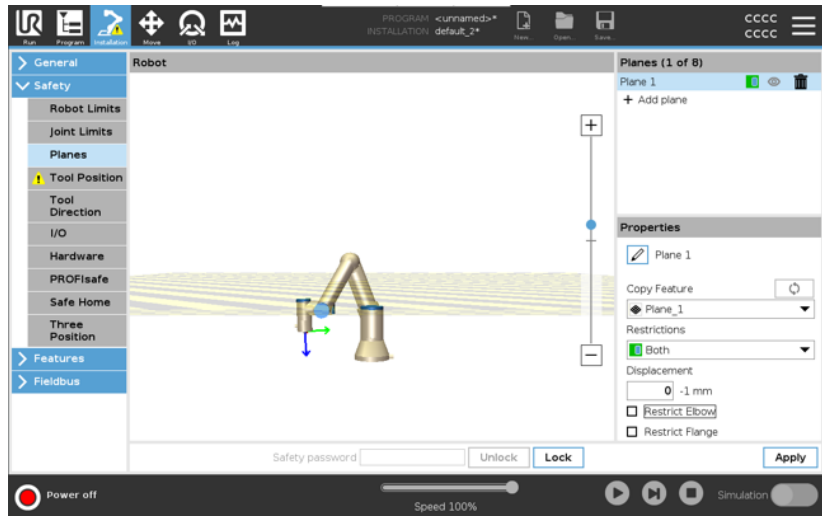 PROGRAM <unnamed>*
INSTALLATION default_2*
UR
Run
Program
Installation
Move
I/O
Log
New...
Open...
Save...
CCCC
CCCC
General
Safety
Robot Limits
Joint Limits
Planes
Tool Position
Tool
Direction
I/O
Hardware
PROFIsafe
Safe Home
Three
Position
Features
Fieldbus
Robot
Planes (1 of 8)
Plane 1
+ Add plane
Properties
Plane 1
Copy Feature
Plane_1
Restrictions
Both
Displacement
0 -1 mm
Restrict Elbow
Restrict Flange
Safety password
Unlock
Lock
Apply
Power off
Speed 100%
Simulation